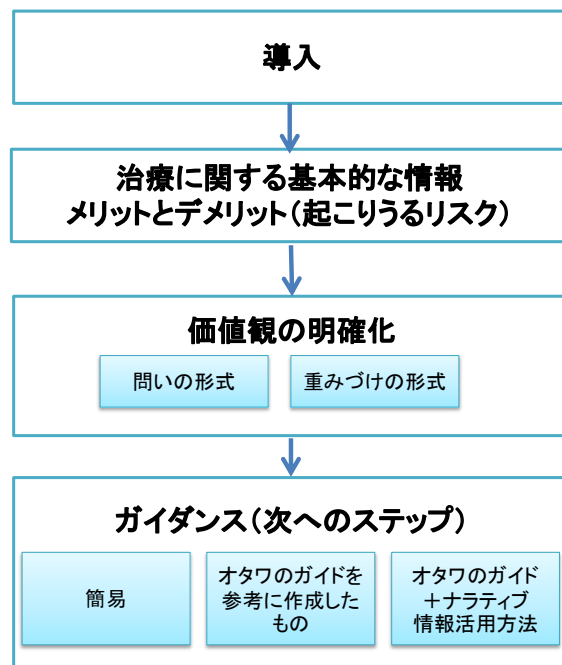 導入
治療に関する基本的な情報
メリットとデメリット(起こりうるリスク)
価値観の明確化
問いの形式
重みづけの形式
ガイダンス(次へのステップ)
簡易
オタワのガイドを
参考に作成した
もの
オタワのガイド
＋ナラティブ
情報活用方法